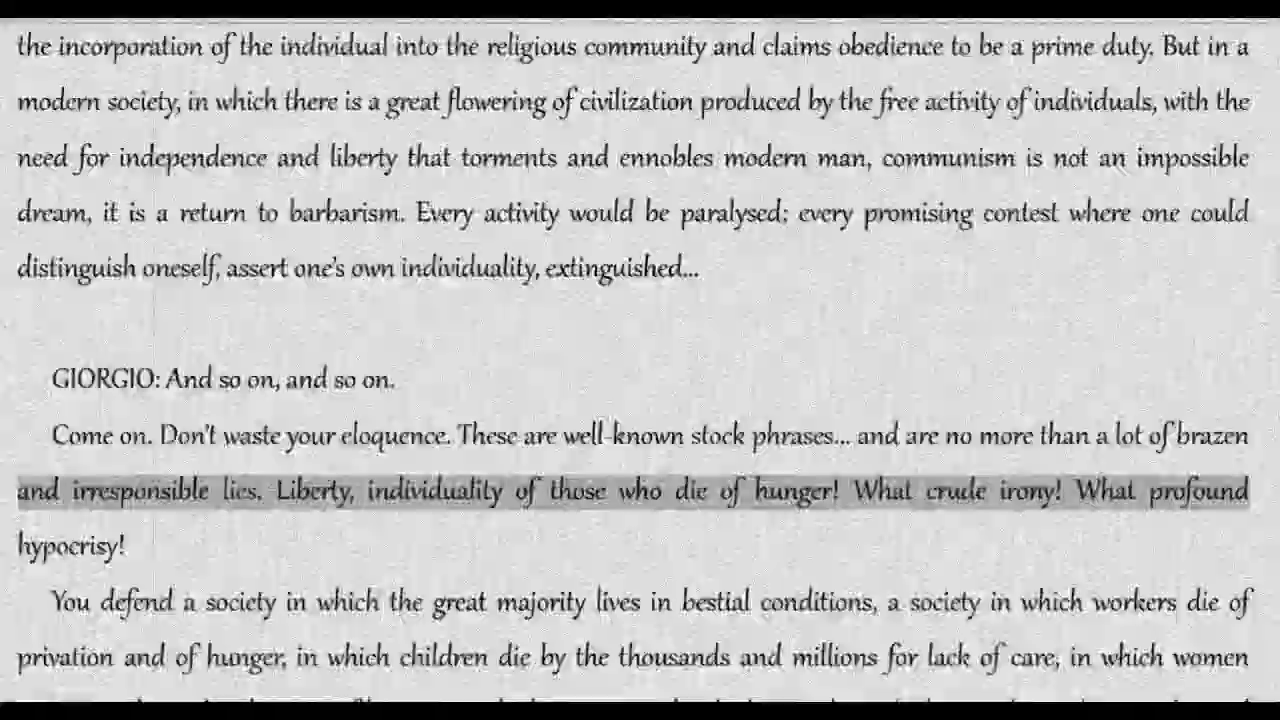 the incorporation of the individual into the religious community and claims obedience to be a prime duty. But in a
modern society, in which there is a great flowering of civilization produced by the free activity of individuals, with the
need for independence and liberty that torments and ennobles modern man, communism is not an impossible
dream, it is a return to barbarism. Every activity would be paralysed; every promising contest where one could
distinguish oneself, assert one's own individuality, extinguished...
GIORGIO: And so on, and so on.
Come on. Don't waste your eloquence. These are well-known stock phrases... and are no more than a lot of brazen
and irresponsible lies. Liberty, individuality of those who die of hunger! What crude irony! What profound
hypocrisy!
You defend a society in which the great majority lives in bestial conditions, a society in which workers die of
privation and of hunger, in which children die by the thousands and millions for lack of care, in which women